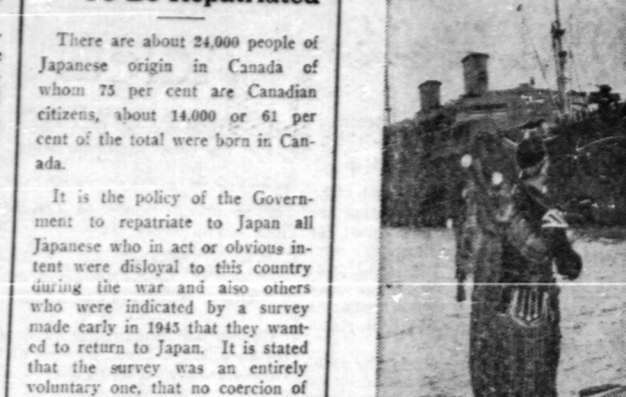 To Be Repatriated
There are about 24,000 people of
Japanese origin in Canada of
whom 75 per cent are Canadian
citizens, about 14,000 or 61 per
cent of the total were born in Can-
ada.
It is the policy of the Govern-
ment to repatriate to Japan all
Japanese who in act or obvious in-
tent were disloyal to this country
during the war and also others
who were indicated by a survey
made early in 1945 that they want-
ed to return to Japan. It is stated
that the survey was an entirely
voluntary one, that no coercion of